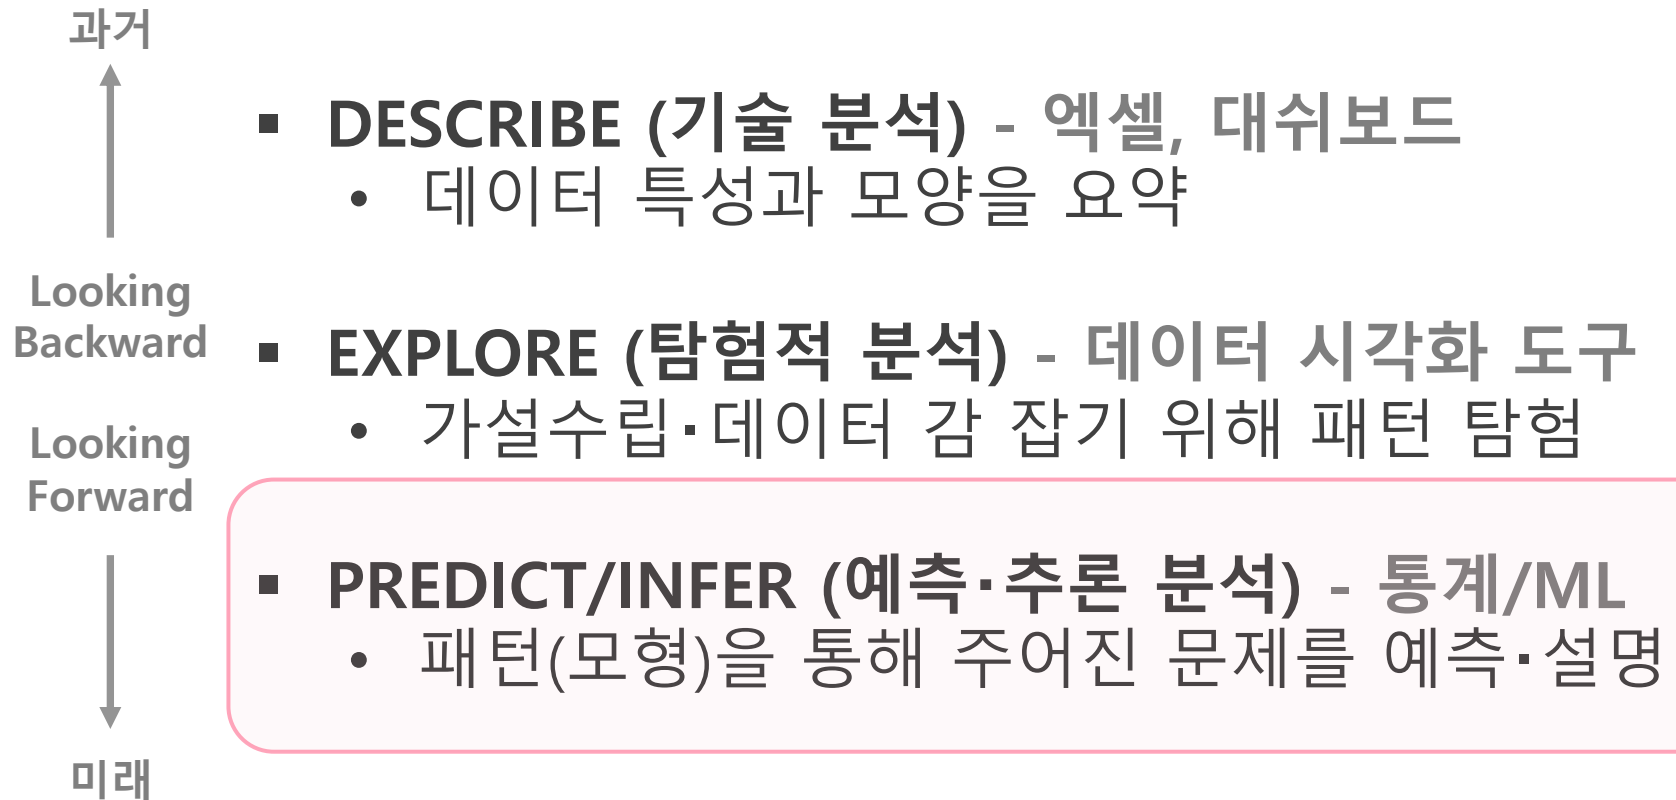 과거
▪ DESCRIBE (기술 분석) - 엑셀, 대쉬보드
• 데이터 특성과 모양을 요약
Looking
Backward
▪ EXPLORE (탐험적 분석) - 데이터 시각화 도구
• 가설수립·데이터 감 잡기 위해 패턴 탐험
Looking
Forward
▪ PREDICT/INFER (예측·추론 분석) - 통계/ML
• 패턴(모형)을 통해 주어진 문제를 예측·설명
미래